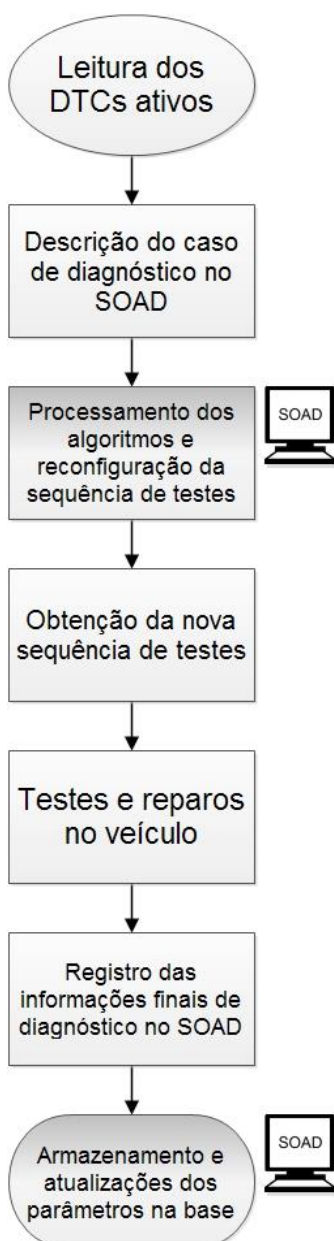 Leitura dos
DTCs ativos
Descrição do caso
de diagnóstico no
SOAD
Processamento dos
algoritmos e
reconfiguração da
sequência de testes
SOAD
Obtenção da nova
sequência de testes
Testes e reparos
no veículo
Registro das
informações finais de
diagnóstico no SOAD
Armazenamento e
atualizações dos
parâmetros na base
SOAD